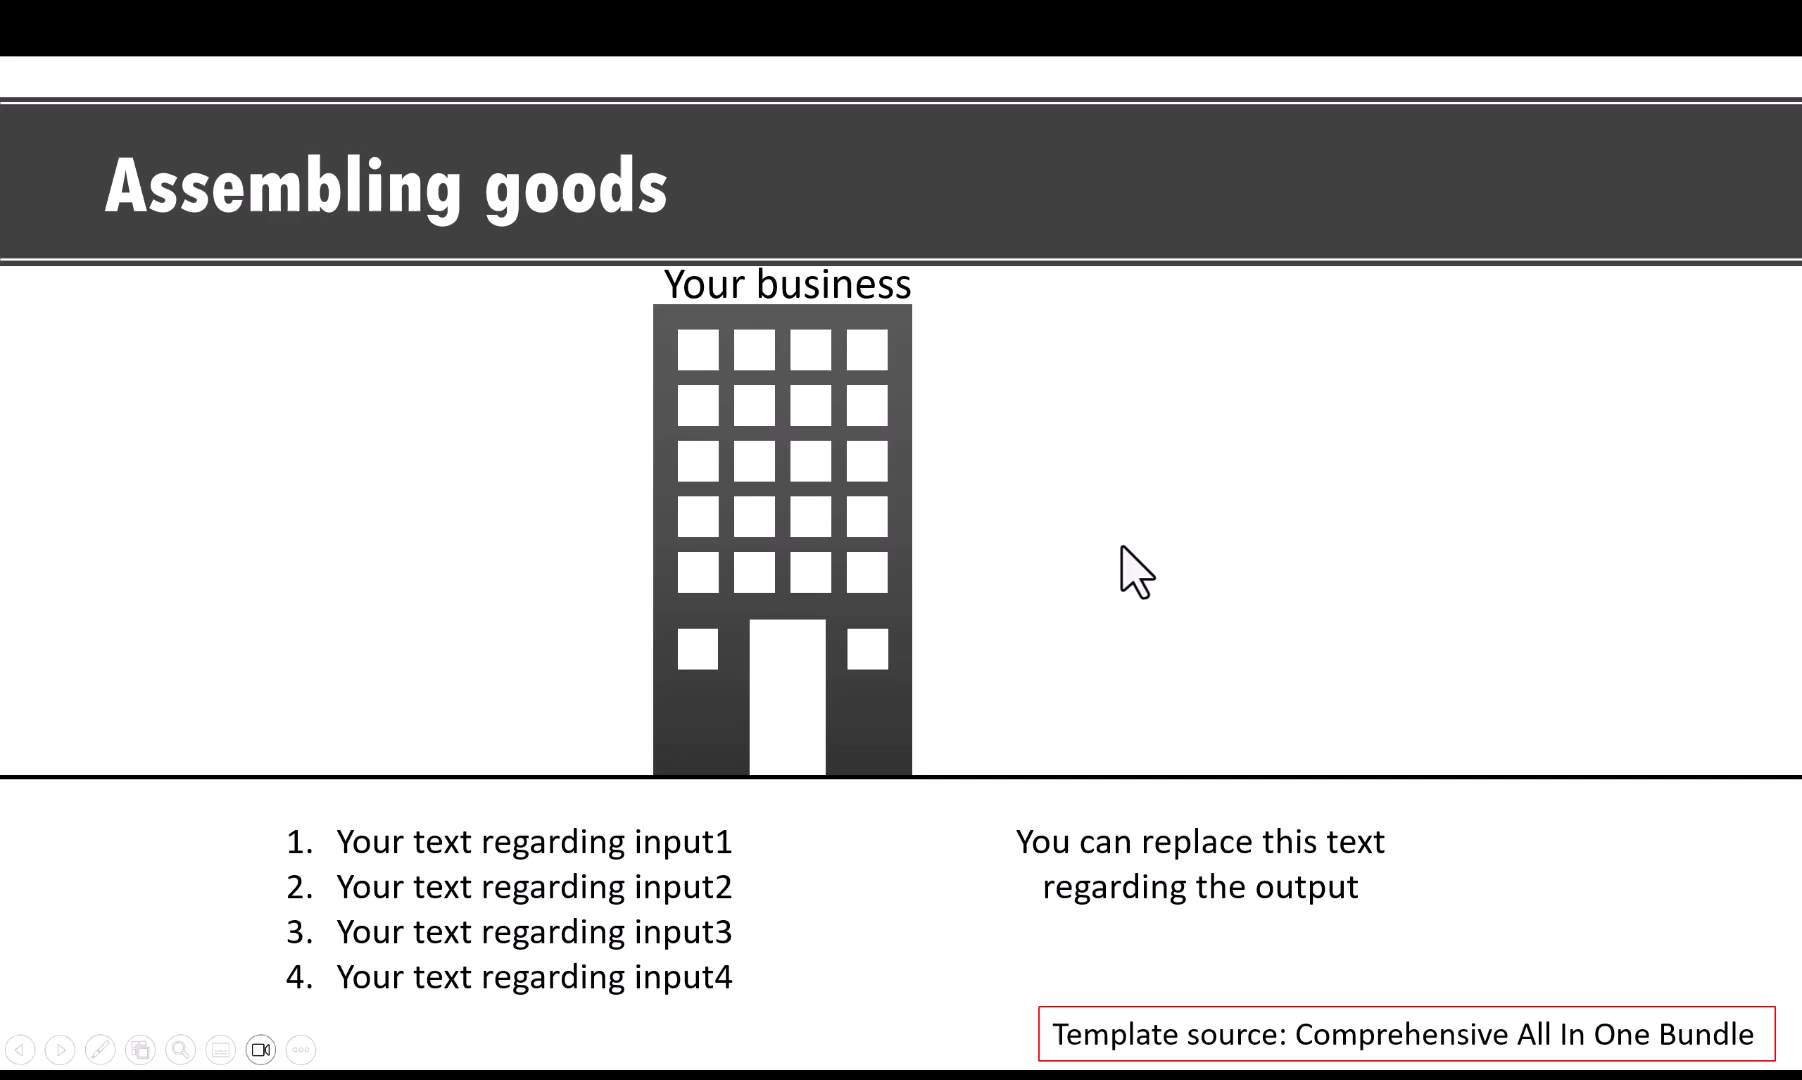 Assembling goods
Your business
1. Your text regarding input1
2. Your text regarding input2
3. Your text regarding input3
4. Your text regarding input4
You can replace this text
regarding the output
Template source: Comprehensive All In One Bundle